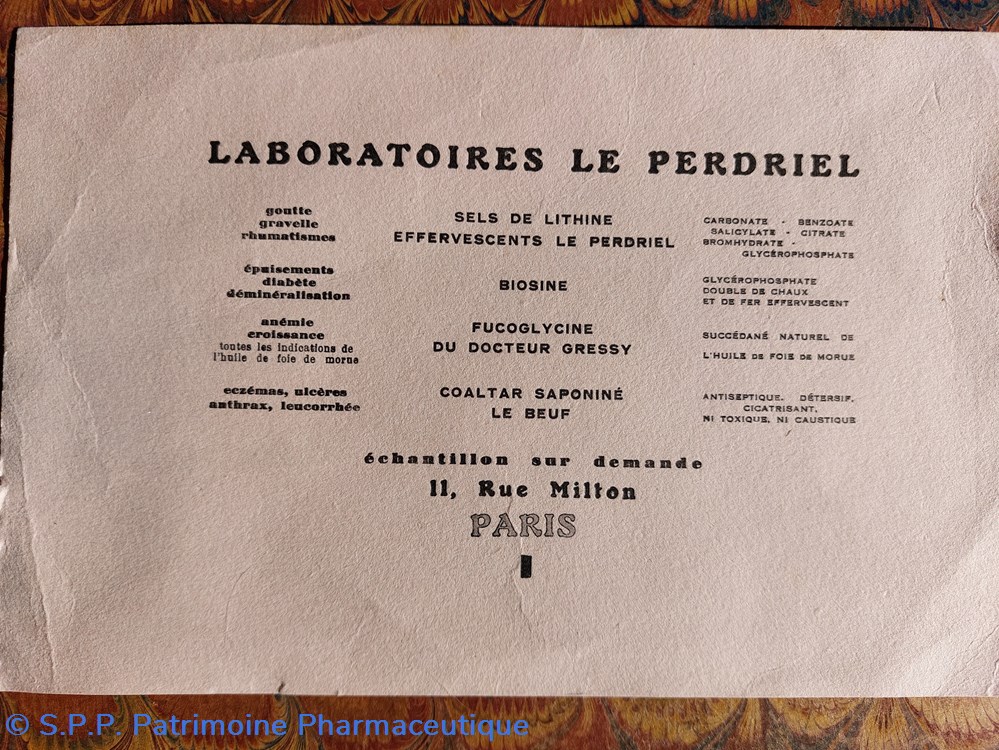 LABORATOIRES LE PERDRIEL
goutte
gravelle
rhumatismes
SELS DE LITHINE
EFFERVESCENTS LE PERDRIEL
CARBONATE - BENZOATE
SALICYLATE - CITRATE
BROMHYDRATE -
GLYCÉROPHOSPHATE
épuisements
diabète
déminéralisation
BIOSINE
GLYCÉROPHOSPHATE
DOUBLE DE CHAUX
ET DE FER EFFERVESCENT
anémie
croissance
toutes les indications de
l'huile de foie de morue
FUCOGLYCINE
DU DOCTEUR GRESSY
SUCCÉDANÉ NATUREL DE
L'HUILE DE FOIE DE MORUE
eczémas, ulcères
anthrax, leucorrhée
COALTAR SAPONINÉ
LE BEUF
ANTISEPTIQUE, DÉTERSIF,
CICATRISANT,
NI TOXIQUE, NI CAUSTIQUE
échantillon sur demande
11, Rue Milton
PARIS
© S.P.P. Patrimoine Pharmaceutique